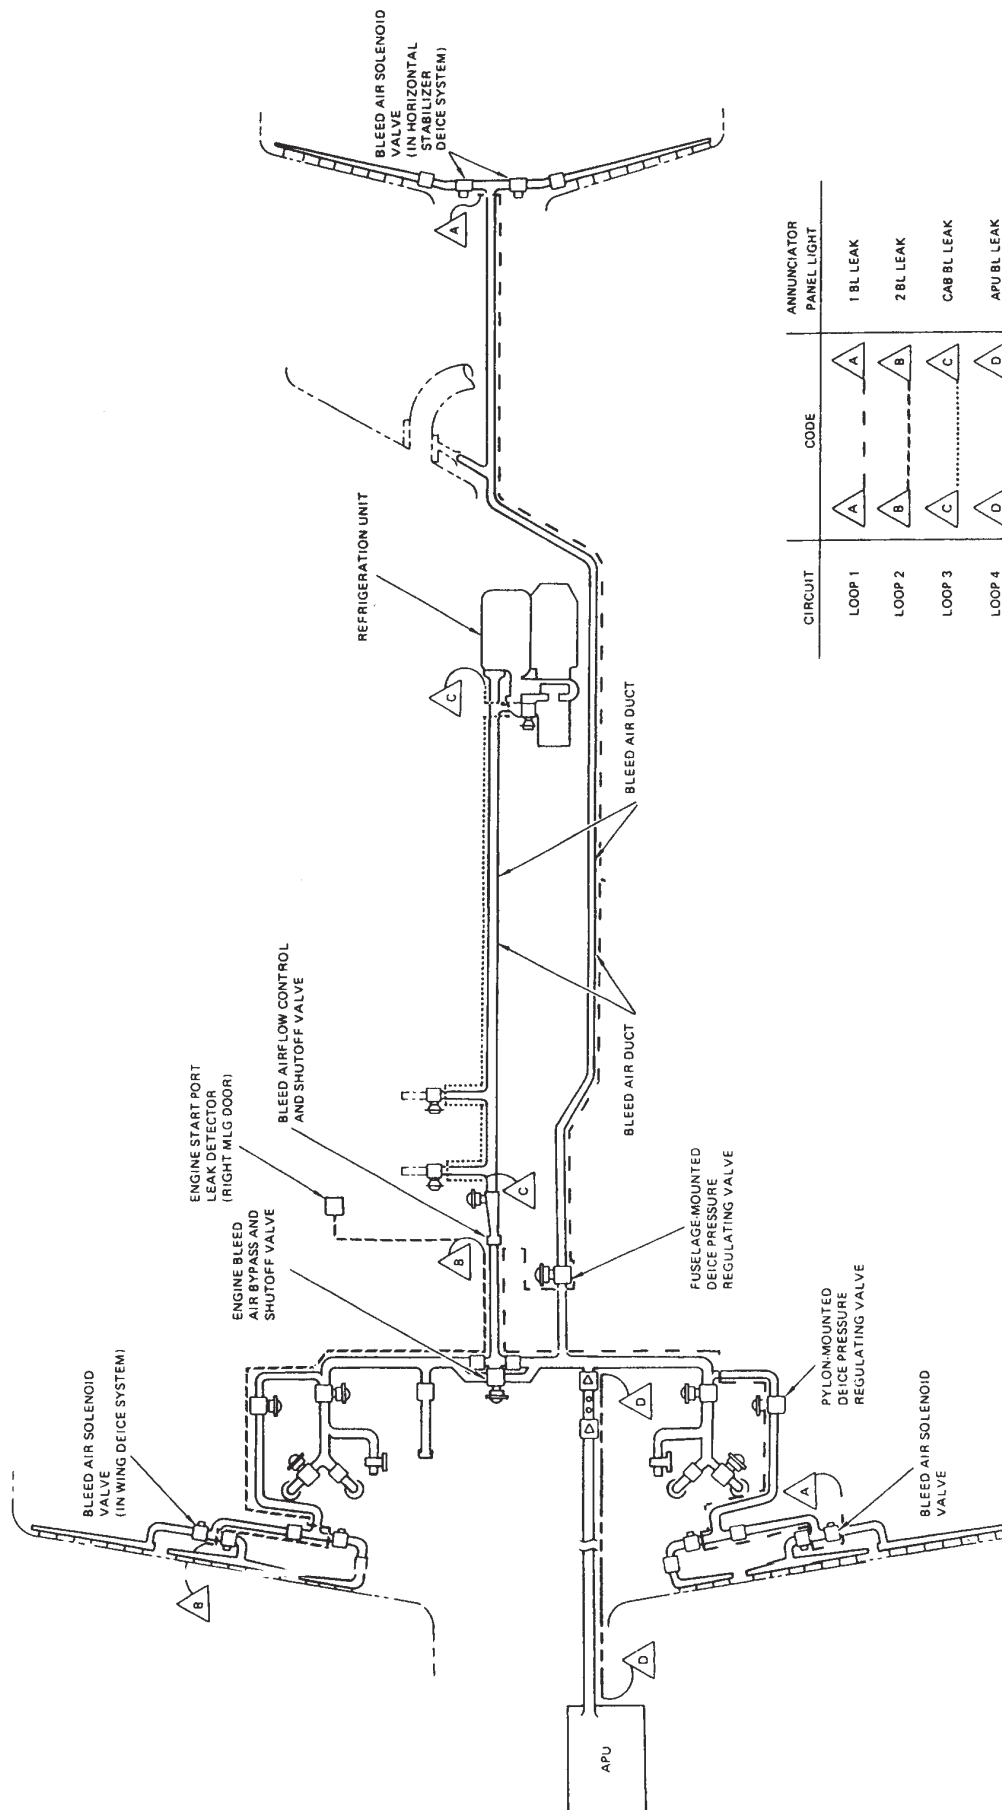 BLEED AIR SOLENOID
VALVE
(IN WING DEICE SYSTEM)
ENGINE BLEED
AIR BYPASS AND
SHUTOFF VALVE
ENGINE START PORT
LEAK DETECTOR
(RIGHT MLG DOOR)
BLEED AIRFLOW CONTROL
AND SHUTOFF VALVE
REFRIGERATION UNIT
BLEED AIR SOLENOID
VALVE
(IN HORIZONTAL
STABILIZER
DEICE SYSTEM)
B
B
C
C
A
APU
D
D
A
BLEED AIR SOLENOID
VALVE
PYLON-MOUNTED
DEICE PRESSURE
REGULATING VALVE
FUSELAGE-MOUNTED
DEICE PRESSURE
REGULATING VALVE
BLEED AIR DUCT
BLEED AIR DUCT
CIRCUIT CODE ANNUNCIATOR
PANEL LIGHT
LOOP 1 A A 1 BL LEAK
LOOP 2 B B 2 BL LEAK
LOOP 3 C C CAB BL LEAK
LOOP 4 D D APU BL LEAK